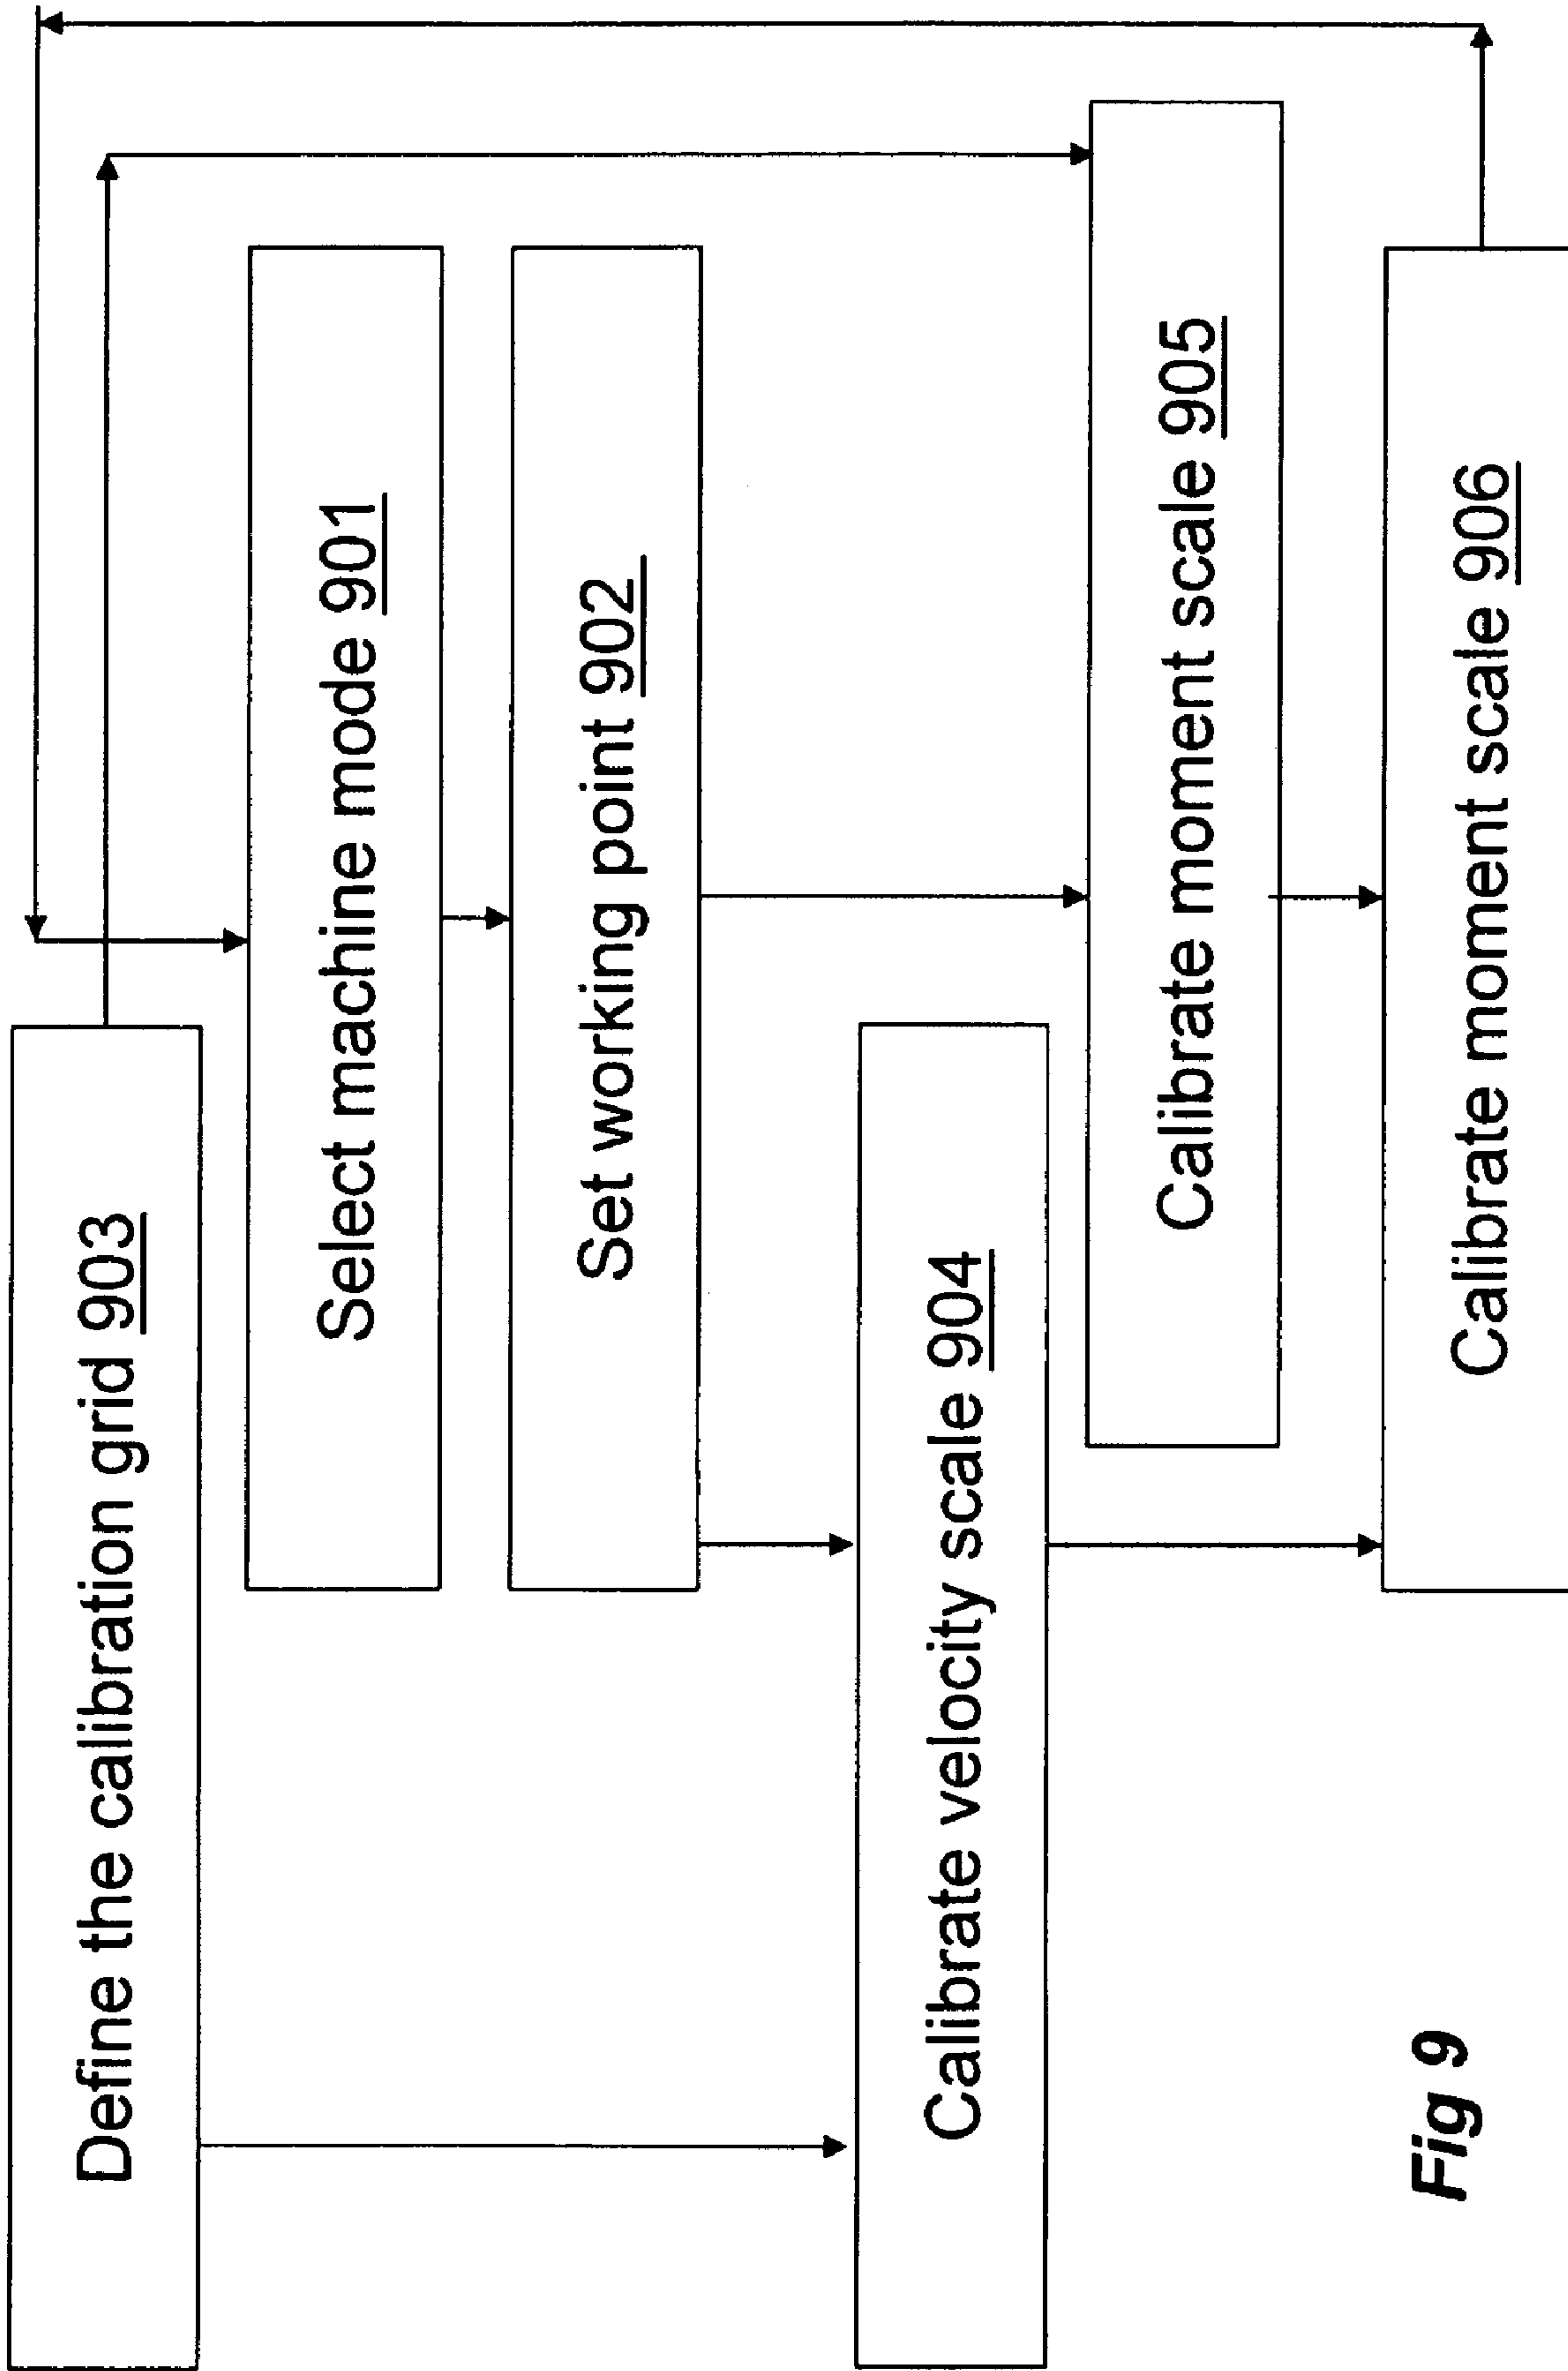 Define the calibration grid 903
Select machine mode 901
Set working point 902
Calibrate velocity scale 904
Calibrate moment scale 905
Calibrate moment scale 906
Fig 9